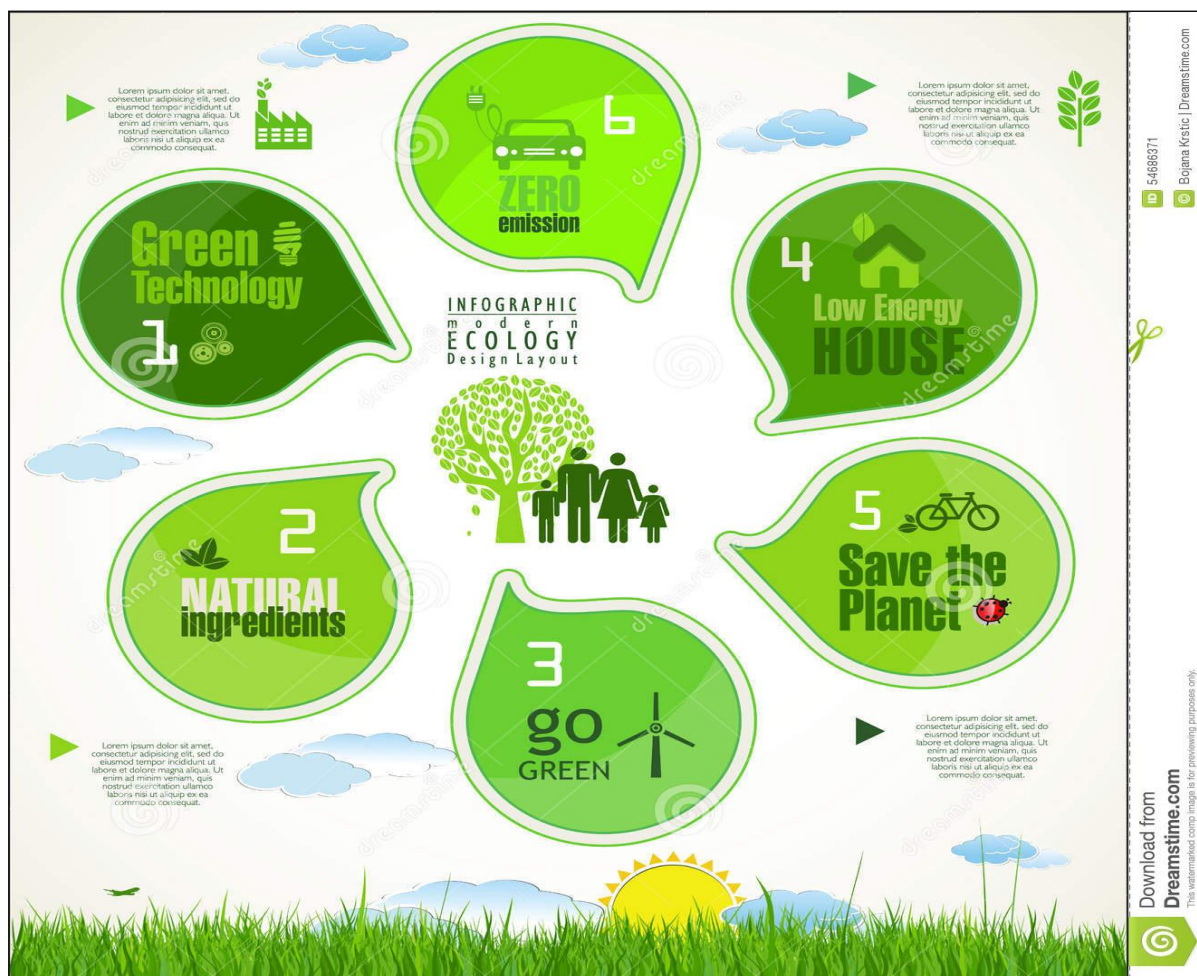 Lorem ipsum dolor sit amet,
consectetur adipisicing elit, sed do
eiusmod tempor incididunt ut
labore et dolore magna aliqua. Ut
enim ad minim veniam, quis
nostrud exercitation ullamco
laboris nisi ut aliquip ex ea
commodo consequat.
6
ZERO
emission
Lorem ipsum dolor sit amet,
consectetur adipisicing elit, sed do
eiusmod tempor incididunt ut
labore et dolore magna aliqua. Ut
enim ad minim veniam, quis
nostrud exercitation ullamco
laboris nisi ut aliquip ex ea
commodo consequat.
Green
Technology
1
INFOGRAPHIC
modern
ECOLOGY
Design Layout
4
Low Energy
HOUSE
2
NATURAL
ingredients
5
Save the
Planet
3
go
GREEN
Lorem ipsum dolor sit amet,
consectetur adipisicing elit, sed do
eiusmod tempor incididunt ut
labore et dolore magna aliqua. Ut
enim ad minim veniam, quis
nostrud exercitation ullamco
laboris nisi ut aliquip ex ea
commodo consequat.
Lorem ipsum dolor sit amet,
consectetur adipisicing elit, sed do
eiusmod tempor incididunt ut
labore et dolore magna aliqua. Ut
enim ad minim veniam, quis
nostrud exercitation ullamco
laboris nisi ut aliquip ex ea
commodo consequat.
dreamstime
dreamstime
dreamstime
dreamstime
dreamstime
Download from
Dreamstime.com
This watermarked comp image is for previewing purposes only.
ID 54686371
© Bojana Krstic | Dreamstime.com